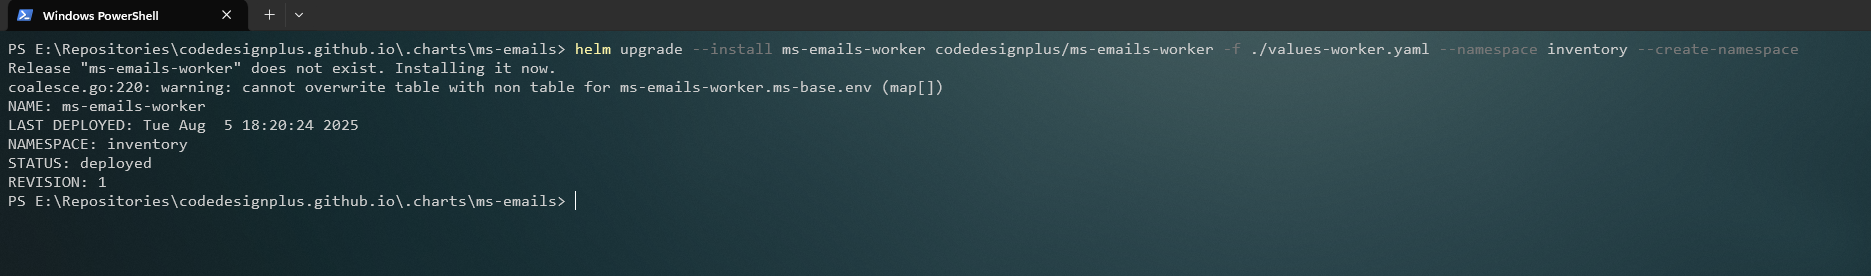 Windows PowerShell
PS E:\Repositories\codedesignplus.github.io\.charts\ms-emails> helm upgrade --install ms-emails-worker codedesignplus/ms-emails-worker -f ./values-worker.yaml --namespace inventory --create-namespace
Release "ms-emails-worker" does not exist. Installing it now.
coalesce.go:220: warning: cannot overwrite table with non table for ms-emails-worker.ms-base.env (map[])
NAME: ms-emails-worker
LAST DEPLOYED: Tue Aug  5 18:20:24 2025
NAMESPACE: inventory
STATUS: deployed
REVISION: 1
PS E:\Repositories\codedesignplus.github.io\.charts\ms-emails>